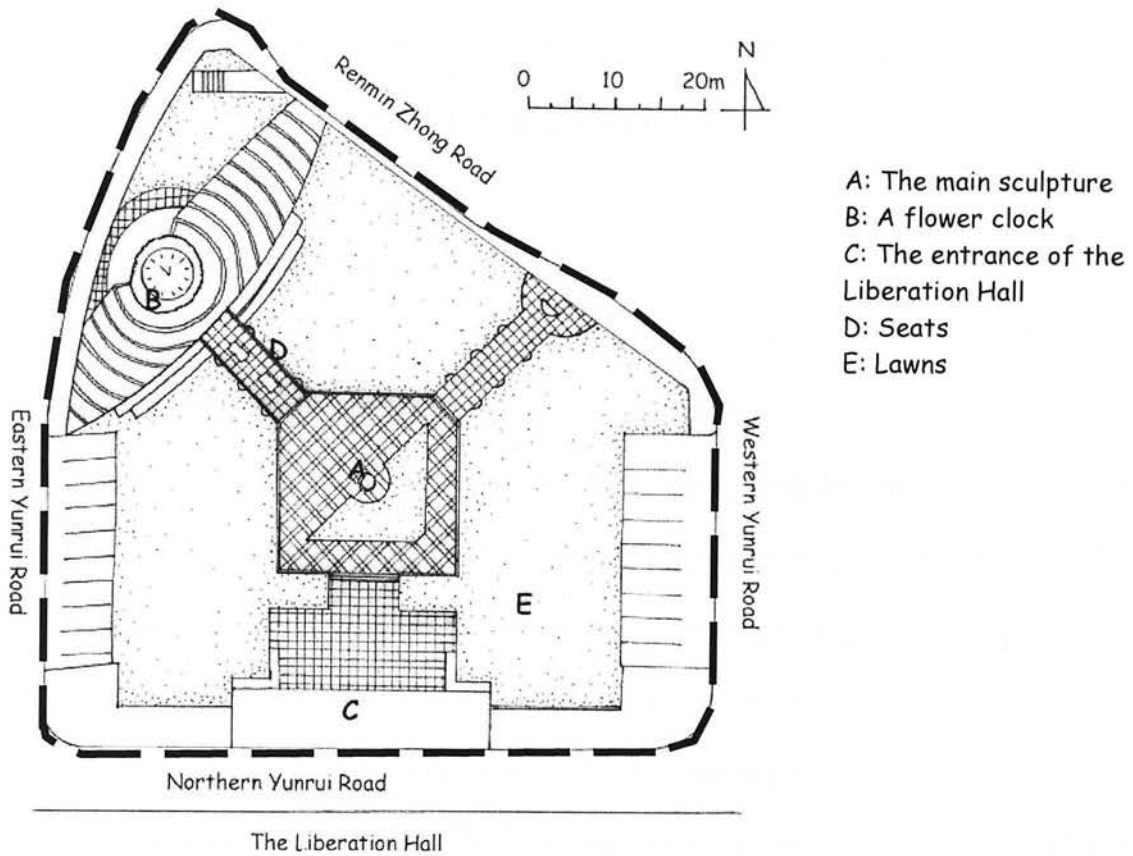 Renmin Zhong Road
0 10 20m
N
A: The main sculpture
B: A flower clock
C: The entrance of the
Liberation Hall
D: Seats
E: Lawns
B
D
A
Eastern Yunrui Road
Western Yunrui Road
E
C
Northern Yunrui Road
The Liberation Hall